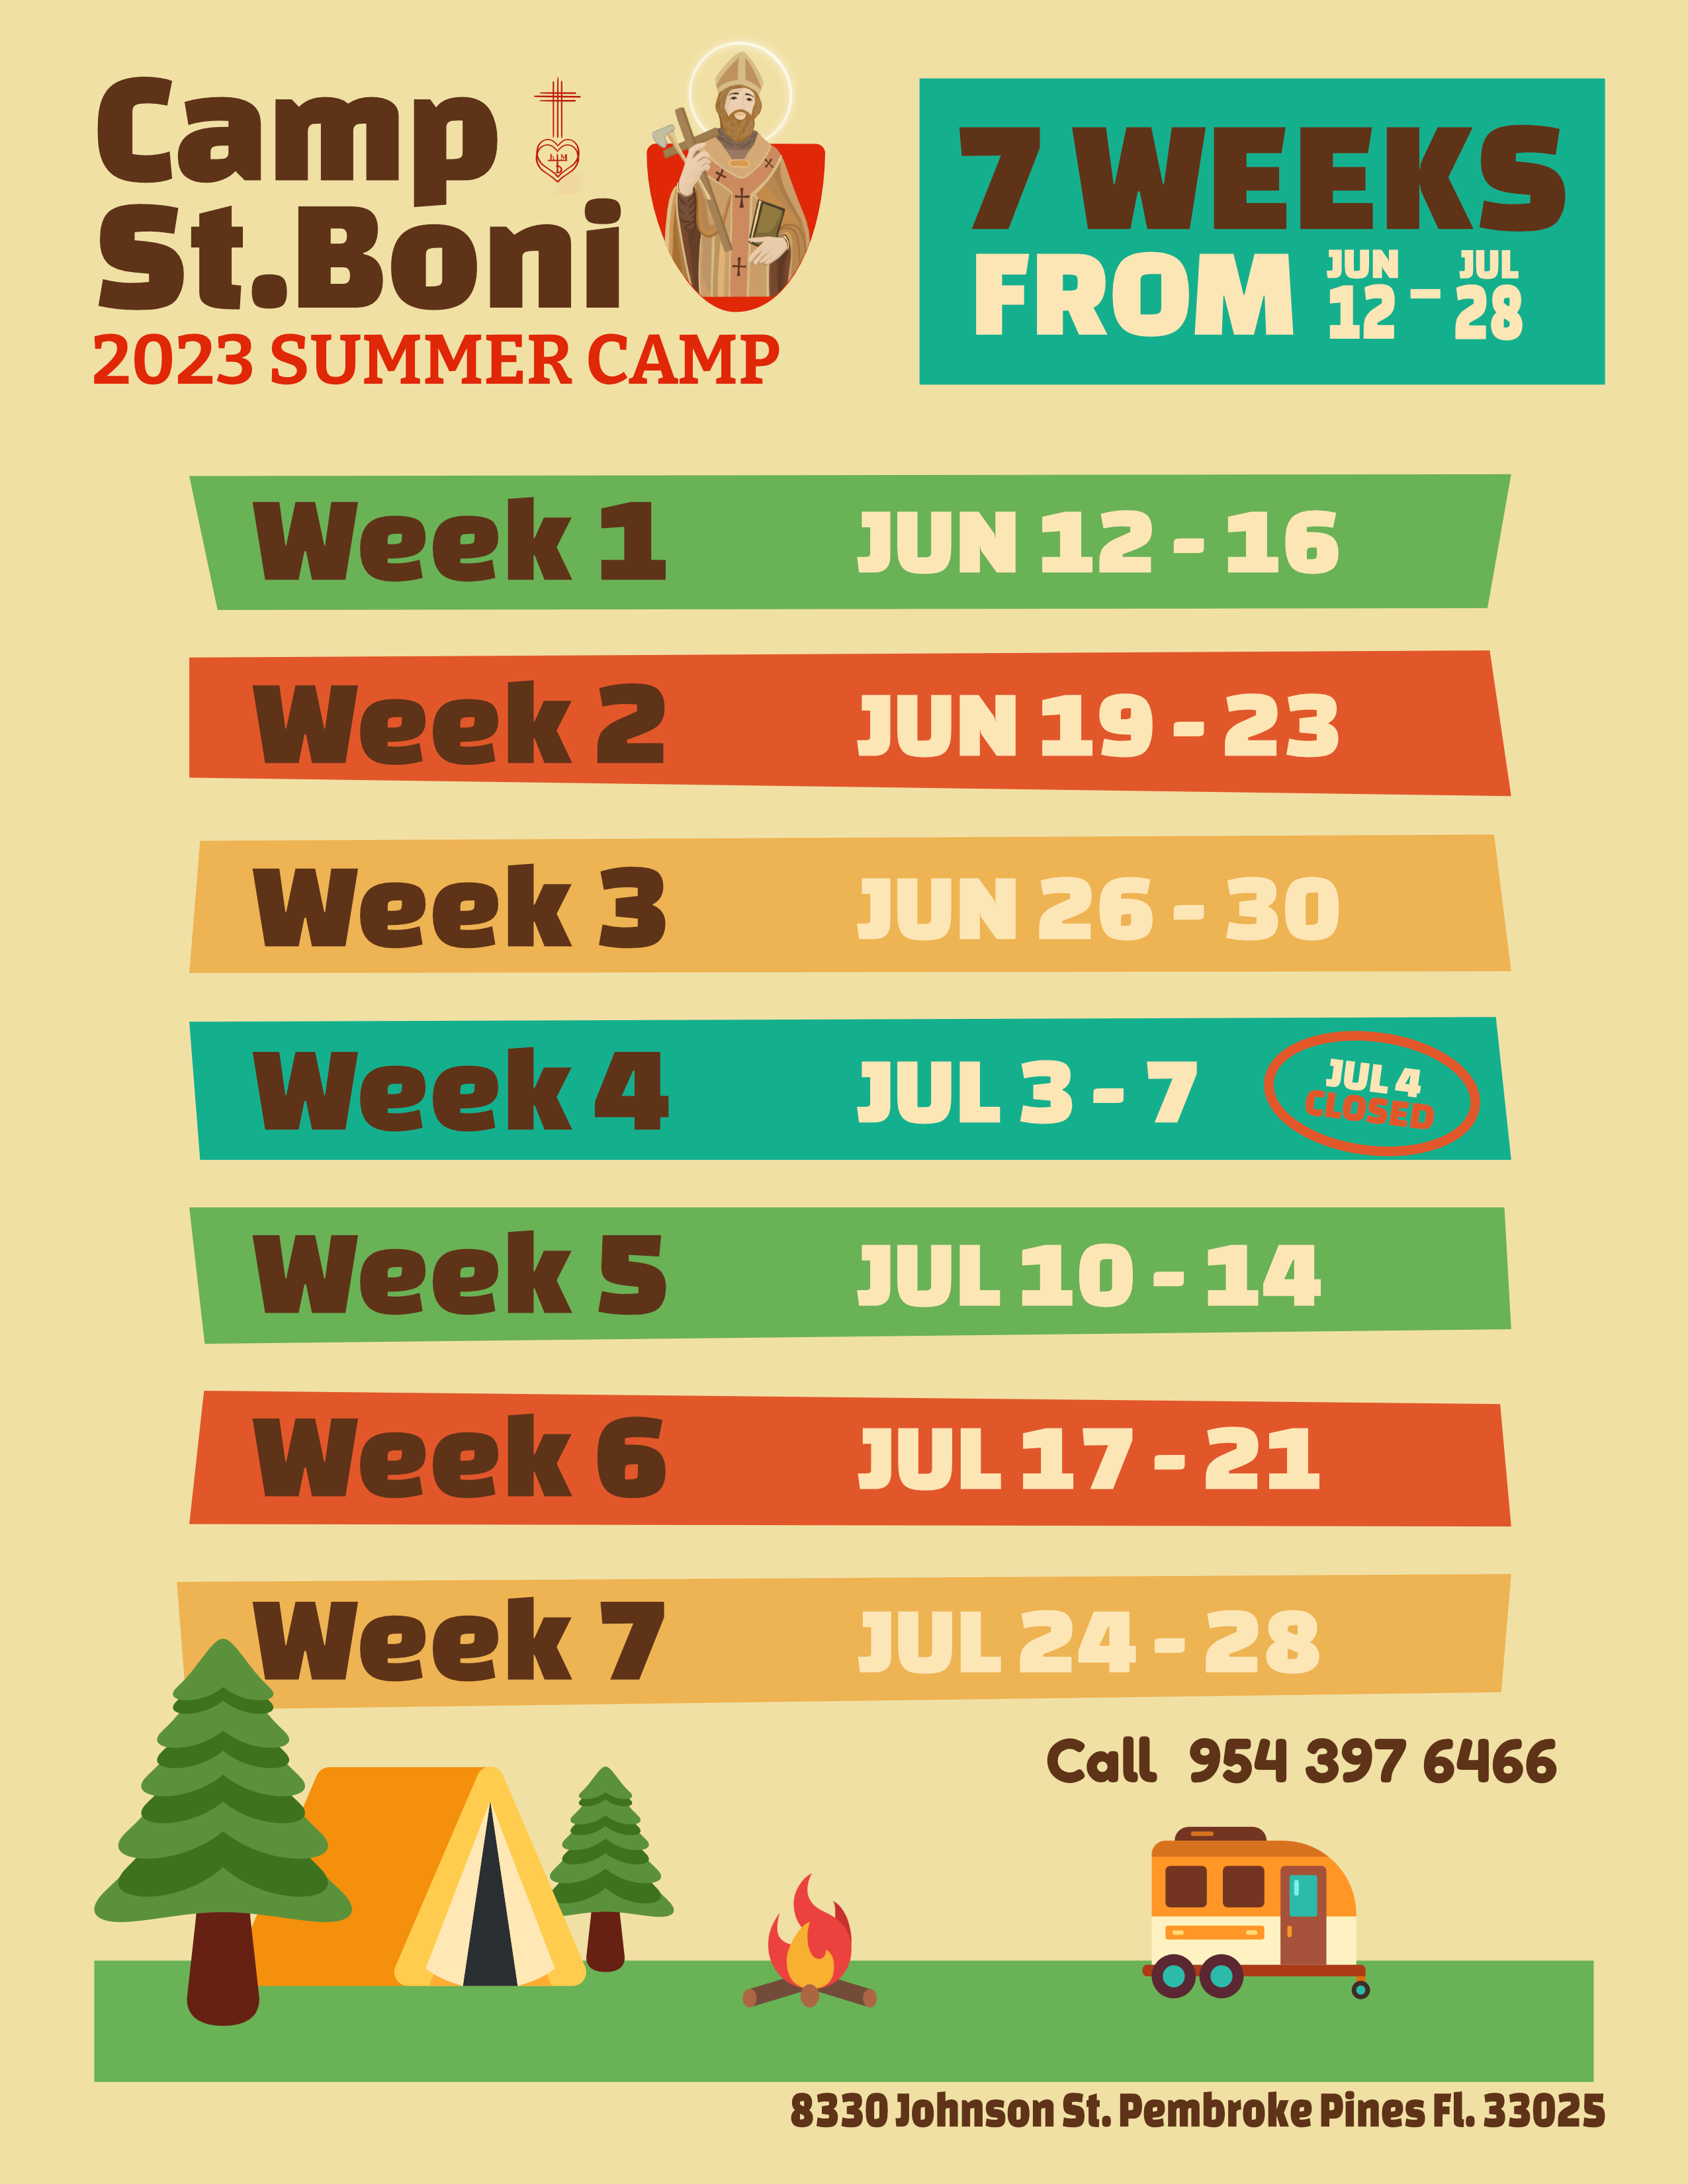 Camp
St.Boni
2023 SUMMER CAMP
7 WEEKS
FROM JUN 12 - JUL 28
Week 1 JUN 12 - 16
Week 2 JUN 19 - 23
Week 3 JUN 26 - 30
Week 4 JUL 3 - 7
JUL 4
CLOSED
Week 5 JUL 10 - 14
Week 6 JUL 17 - 21
Week 7 JUL 24 - 28
Call 954 397 6466
8330 Johnson St. Pembroke Pines Fl. 33025